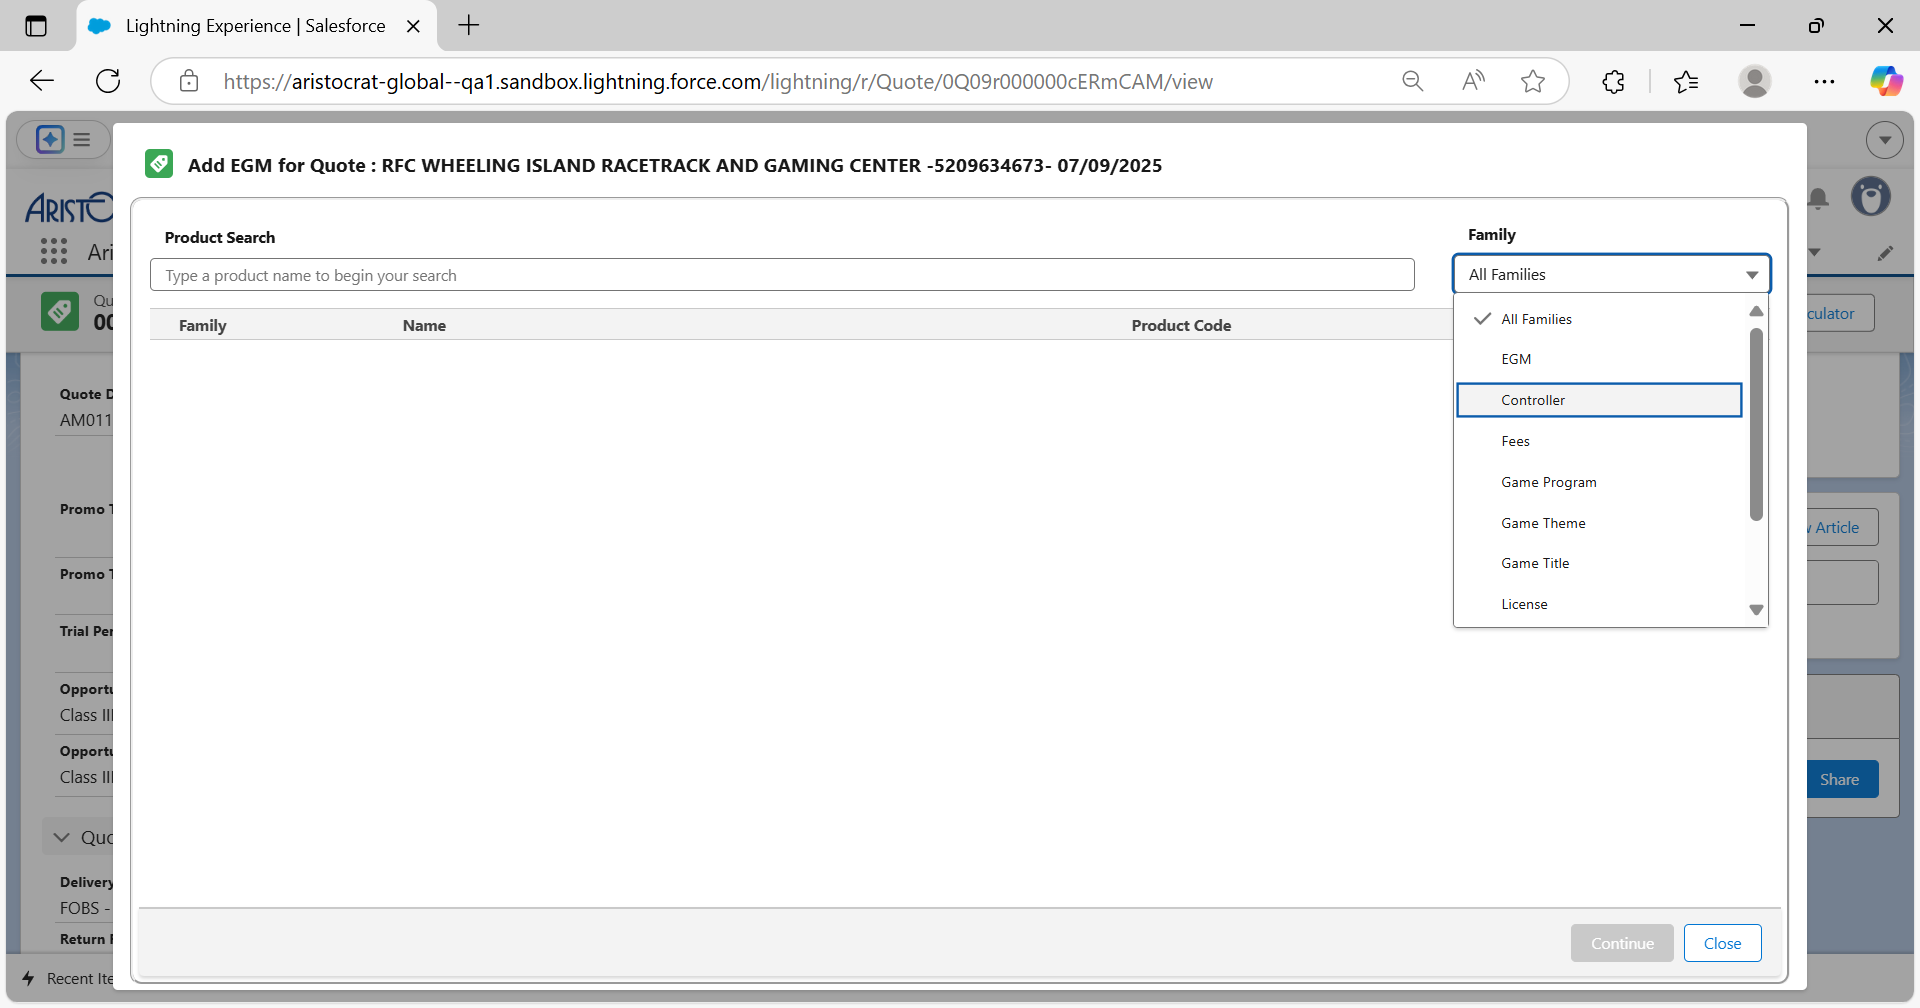 Lightning Experience | Salesforce
https://aristocrat-global--qa1.sandbox.lightning.force.com/lightning/r/Quote/0Q09r000000cERmCAM/view
Add EGM for Quote : RFC WHEELING ISLAND RACETRACK AND GAMING CENTER -5209634673- 07/09/2025
ARISTO
Ari
Product Search
Type a product name to begin your search
Family
All Families
Family Name Product Code
All Families
EGM
Controller
Fees
Game Program
Game Theme
Game Title
License
Qu
00
culator
Quote D
AM011
Promo T
Article
Promo T
Trial Per
Opportu
Class III
Opportu
Class III
Share
Quo
Delivery
FOBS -
Return
Continue Close
Recent Ite